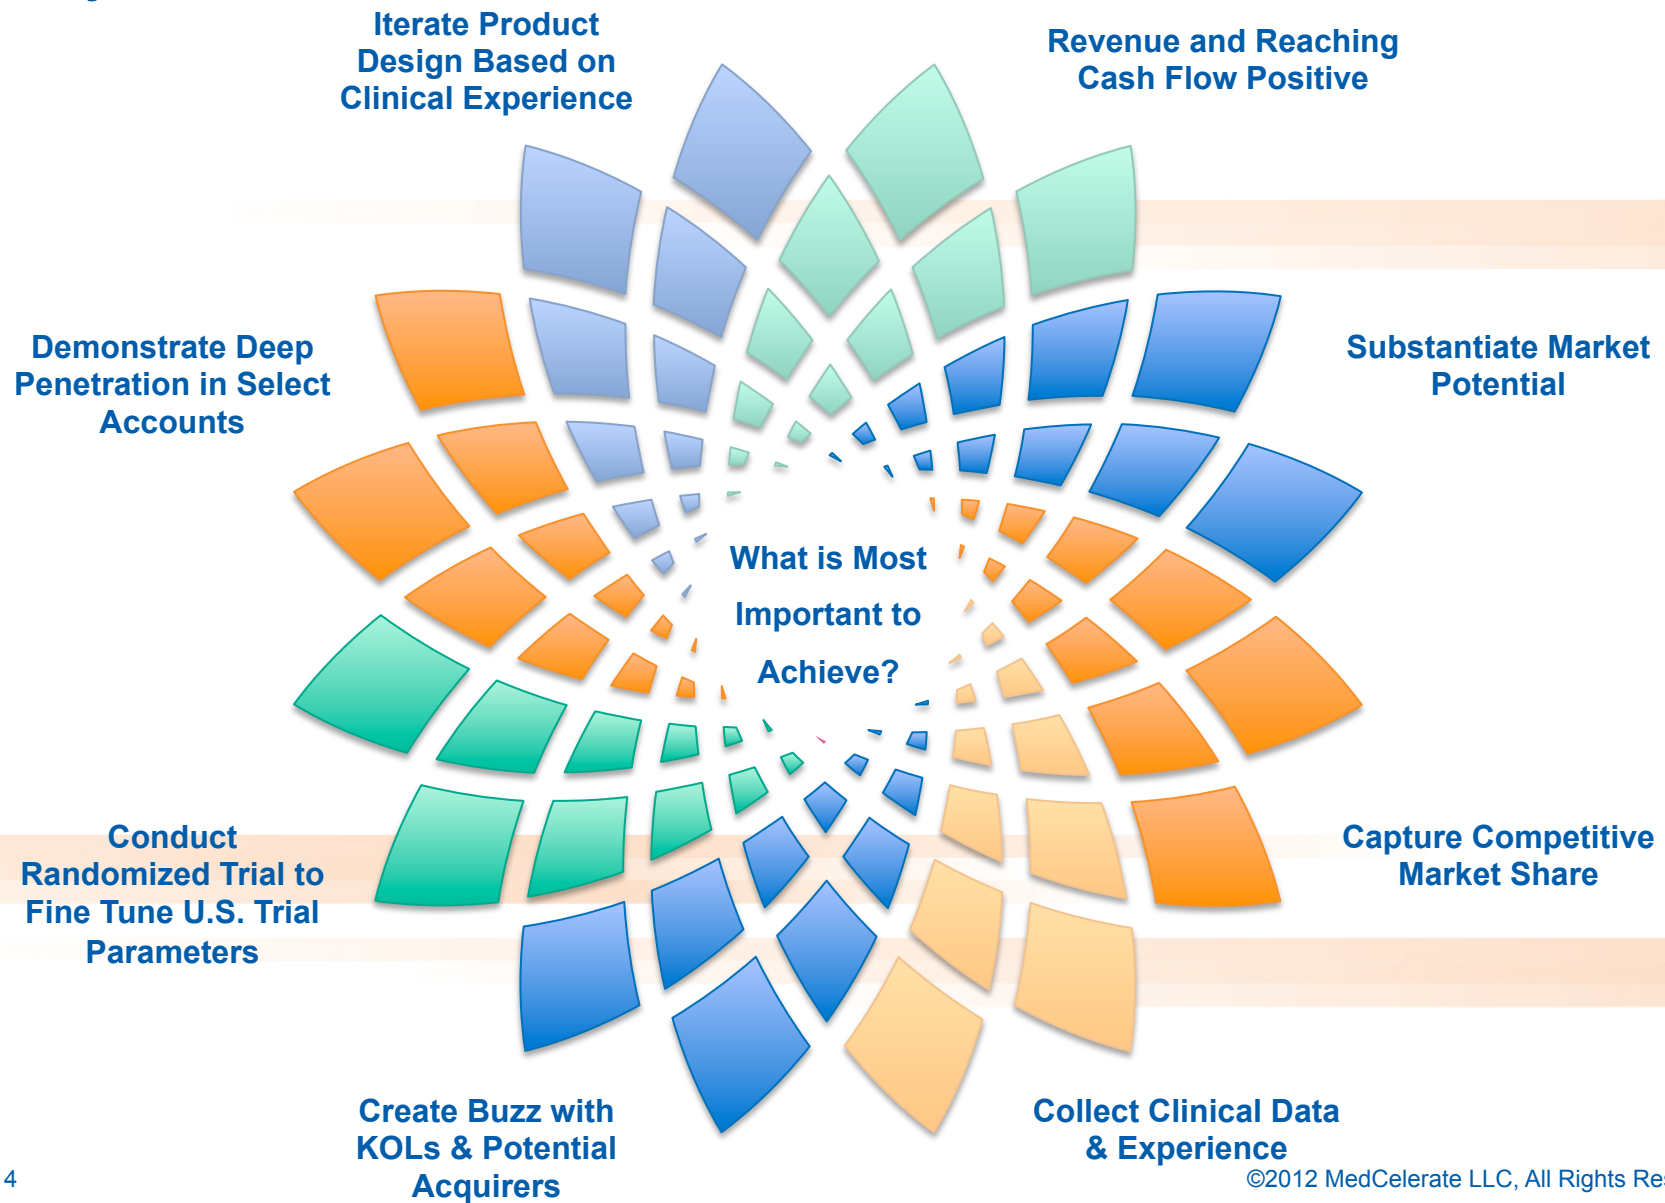 Iterate Product
Design Based on
Clinical Experience
Revenue and Reaching
Cash Flow Positive
Demonstrate Deep
Penetration in Select
Accounts
Substantiate Market
Potential
What is Most
Important to
Achieve?
Conduct
Randomized Trial to
Fine Tune U.S. Trial
Parameters
Capture Competitive
Market Share
Create Buzz with
KOLs & Potential
Acquirers
Collect Clinical Data
& Experience
4
©2012 MedCelerate LLC, All Rights